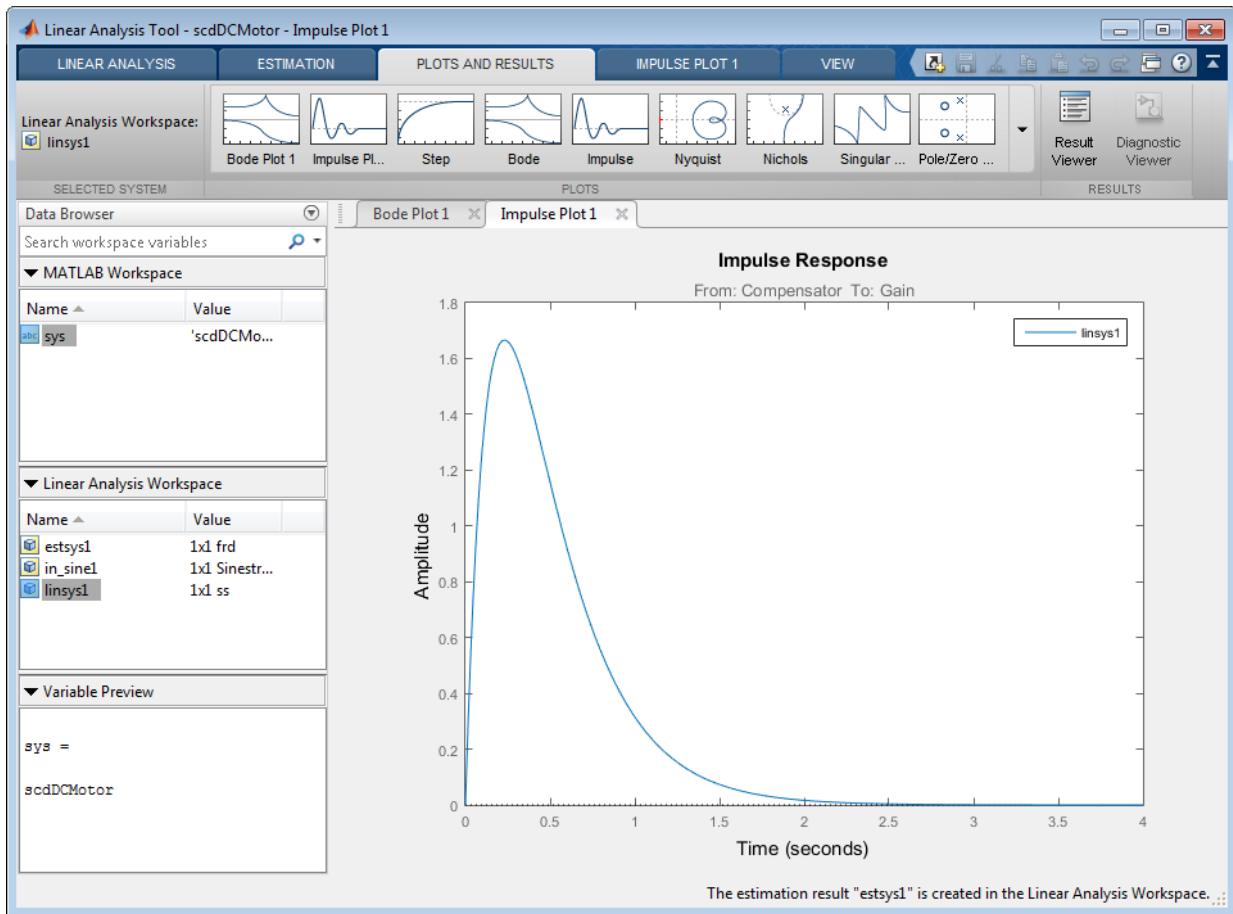 Linear Analysis Tool - scdDCMotor - Impulse Plot 1
LINEAR ANALYSIS ESTIMATION PLOTS AND RESULTS IMPULSE PLOT 1 VIEW
Linear Analysis Workspace:
linsys1
Bode Plot 1 Impulse Pl... Step Bode Impulse Nyquist Nichols Singular ... Pole/Zero ...
Result Viewer
Diagnostic Viewer
SELECTED SYSTEM PLOTS RESULTS
Data Browser
Search workspace variables
MATLAB Workspace
Name Value
abc sys 'scdDCMo...
Linear Analysis Workspace
Name Value
estsys1 1x1 frd
in_sine1 1x1 Sinestr...
linsys1 1x1 ss
Variable Preview
sys =
scdDCMotor
Bode Plot 1 Impulse Plot 1
Impulse Response
From: Compensator To: Gain
linsys1
Amplitude
1.8
1.6
1.4
1.2
1
0.8
0.6
0.4
0.2
0
0 0.5 1 1.5 2 2.5 3 3.5 4
Time (seconds)
The estimation result "estsys1" is created in the Linear Analysis Workspace.